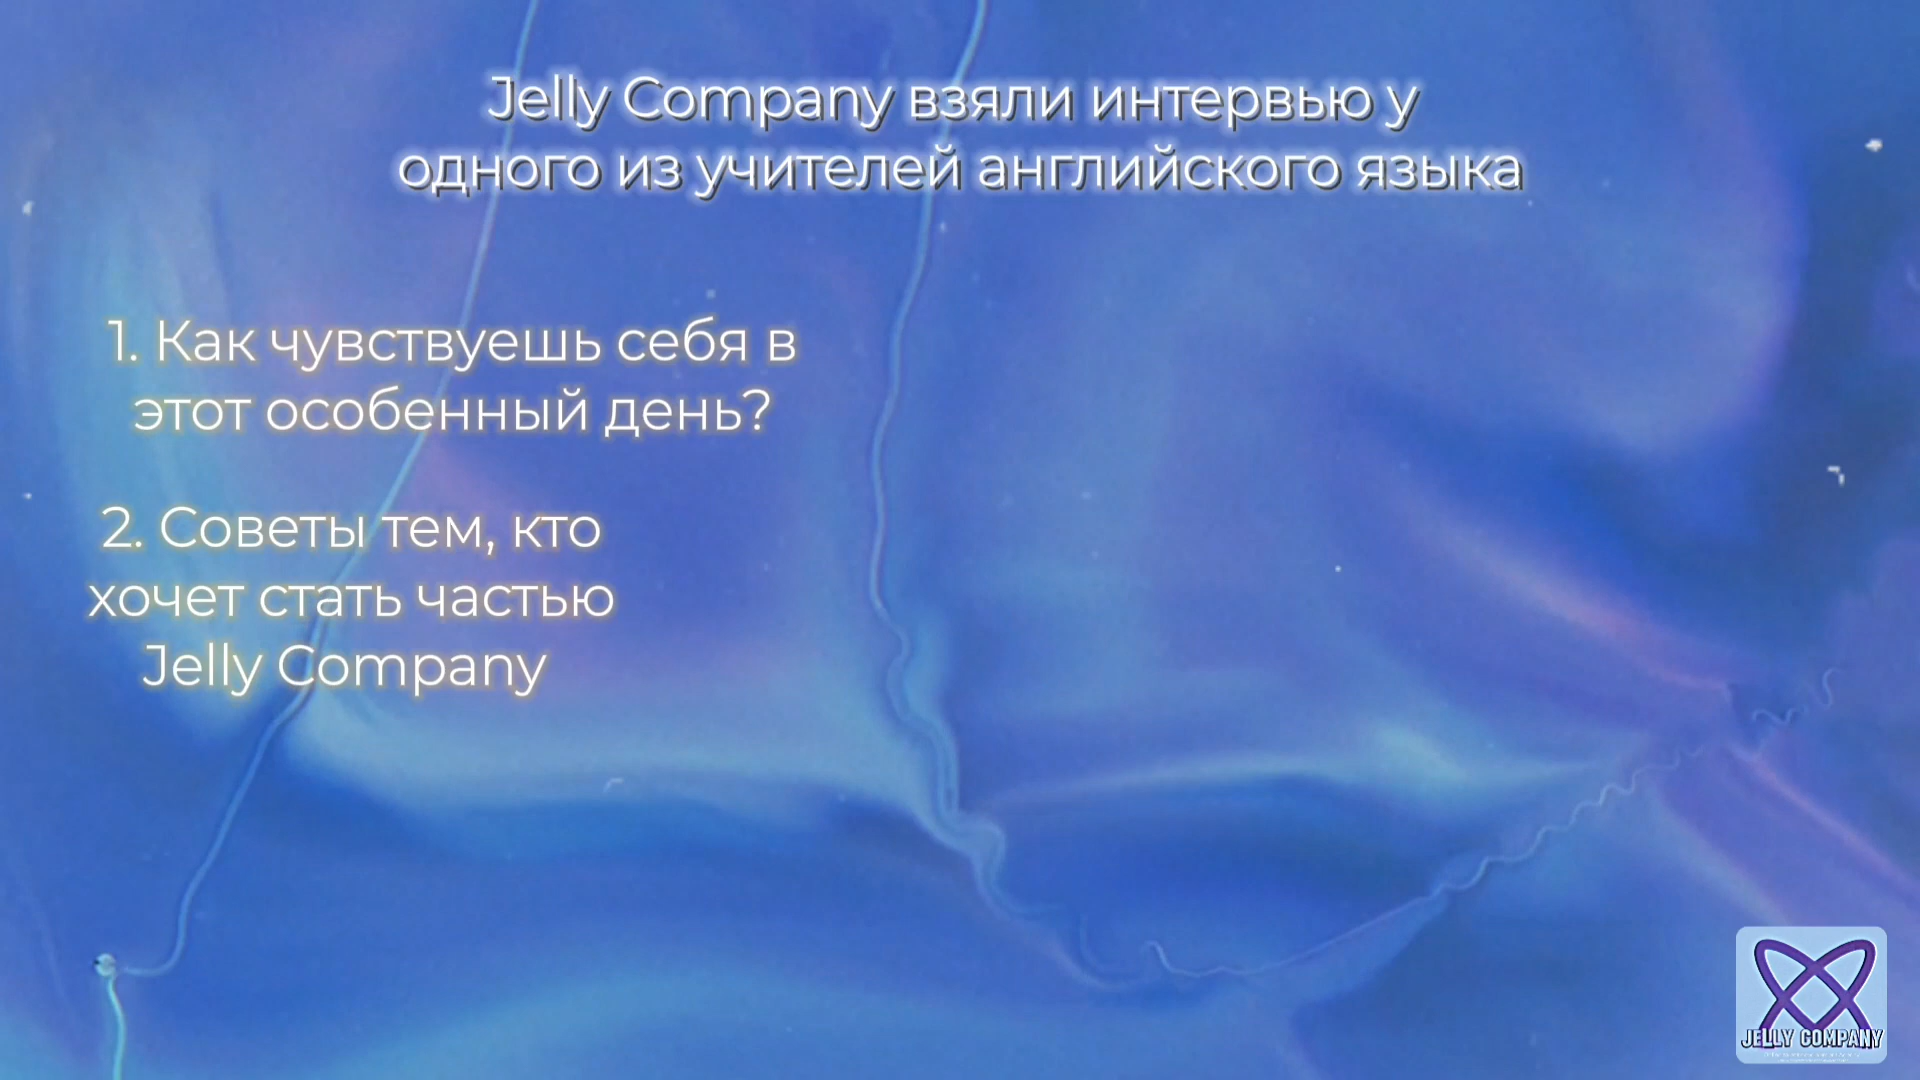 Jelly Company взяли интервью у
одного из учителей английского языка
1. Как чувствуешь себя в
этот особенный день?
2. Советы тем, кто
хочет стать частью
Jelly Company
JELLY COMPANY